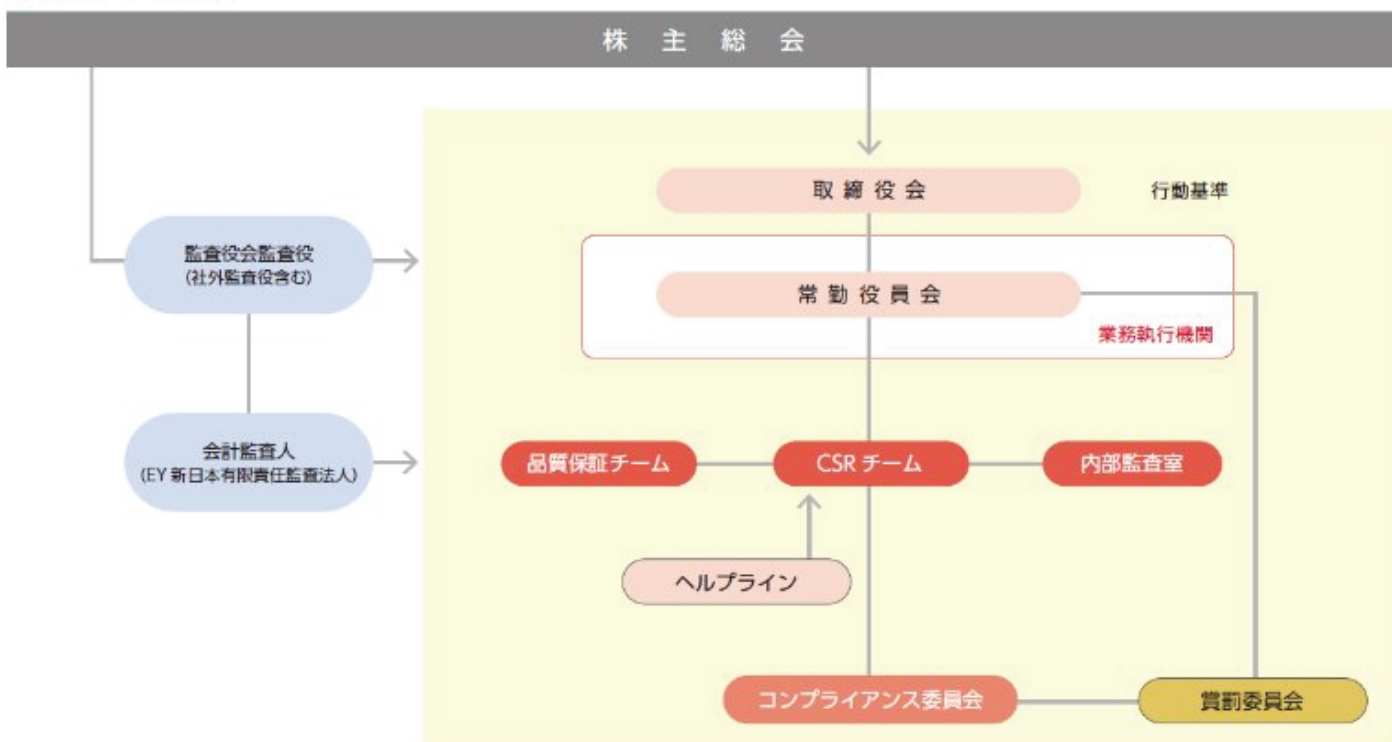 株主総会
取締役会
行動基準
監査役会監査役
(社外監査役含む)
常勤役員会
業務執行機関
会計監査人
(EY 新日本有限責任監査法人)
品質保証チーム
CSR チーム
内部監査室
ヘルプライン
コンプライアンス委員会
賞罰委員会